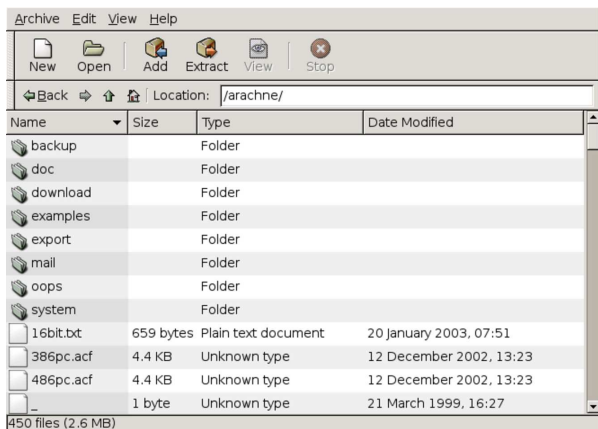 Archive Edit View Help
New Open Add Extract View Stop
Back Location: /arachne/
Name Size Type Date Modified
backup Folder
doc Folder
download Folder
examples Folder
export Folder
mail Folder
oops Folder
system Folder
16bit.txt 659 bytes Plain text document 20 January 2003, 07:51
386pc.acf 4.4 KB Unknown type 12 December 2002, 13:23
486pc.acf 4.4 KB Unknown type 12 December 2002, 13:23
_ 1 byte Unknown type 21 March 1999, 16:27
450 files (2.6 MB)